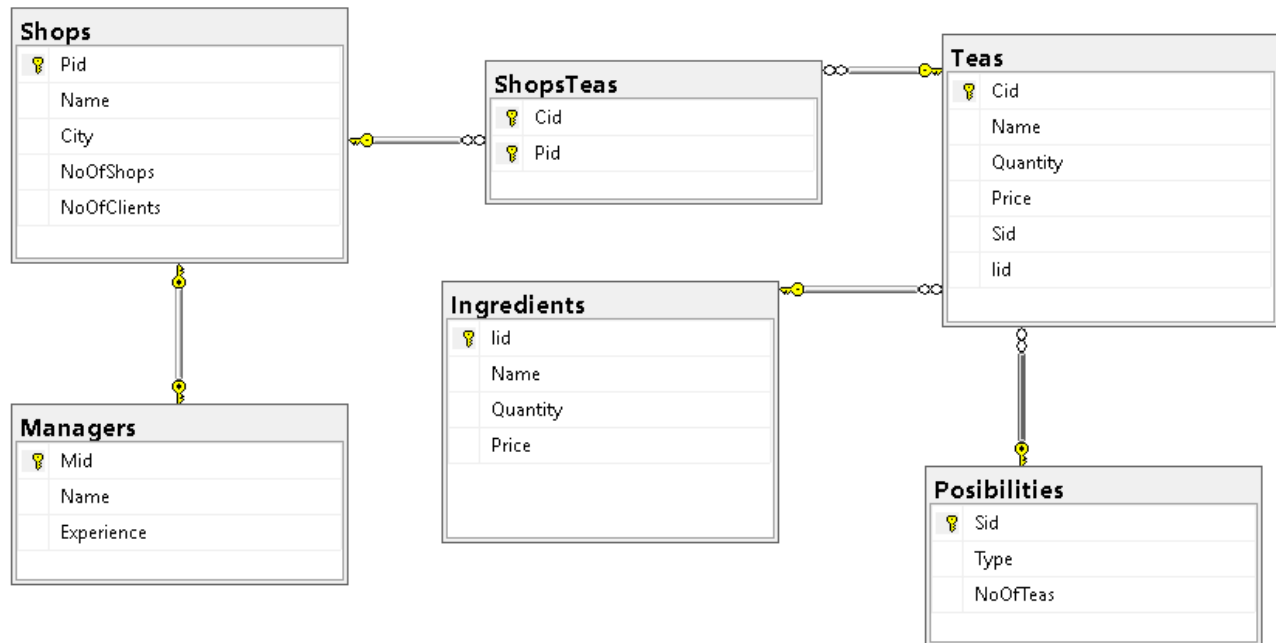 Shops
Pid
Name
City
NoOfShops
NoOfClients
ShopsTeas
Cid
Pid
Teas
Cid
Name
Quantity
Price
Sid
Iid
Ingredients
Iid
Name
Quantity
Price
Managers
Mid
Name
Experience
Posibilities
Sid
Type
NoOfTeas